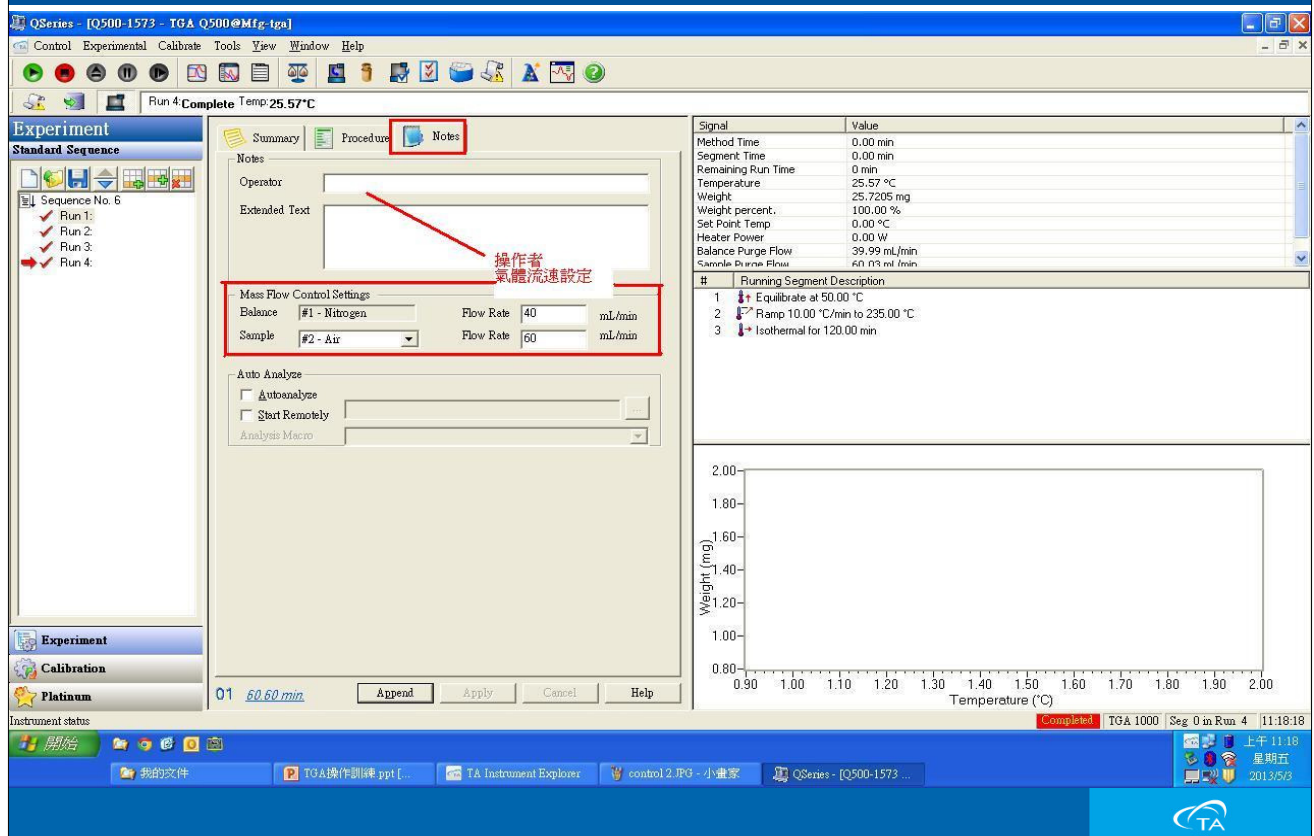 QSeries - [Q500-1573 - TGA Q500@Mfg-tga]
Control Experimental Calibrate Tools View Window Help
Run 4:Complete Temp:25.57°C
Experiment
Standard Sequence
Sequence No. 6
Run 1:
Run 2:
Run 3:
Run 4:
Experiment
Calibration
Platinum
Summary Procedure Notes
Notes
Operator
Extended Text
操作者
氣體流速設定
Mass Flow Control Settings
Balance #1 - Nitrogen Flow Rate 40 mL/min
Sample #2 - Air Flow Rate 60 mL/min
Auto Analyze
Autoanalyze
Start Remotely ...
Analysis Macro
01 60.60 min. Append Apply Cancel Help
Signal Value
Method Time 0.00 min
Segment Time 0.00 min
Remaining Run Time 0 min
Temperature 25.57 °C
Weight 25.7205 mg
Weight percent. 100.00 %
Set Point Temp 0.00 °C
Heater Power 0.00 W
Balance Purge Flow 39.99 mL/min
Sample Purge Flow 60.03 mL/min
# Running Segment Description
1 Equilibrate at 50.00 °C
2 Ramp 10.00 °C/min to 235.00 °C
3 Isothermal for 120.00 min
Weight (mg)
2.00
1.80
1.60
1.40
1.20
1.00
0.80
0.90 1.00 1.10 1.20 1.30 1.40 1.50 1.60 1.70 1.80 1.90 2.00
Temperature (°C)
Instrument status Completed TGA 1000 Seg 0 in Run 4 11:18:18
開始
我的文件 TGA操作訓練 ppt [... TA Instrument Explorer control 2.JPG - 小畫家 QSeries - [Q500-1573 ...
上午 11:18
星期五
2013/5/3
TA